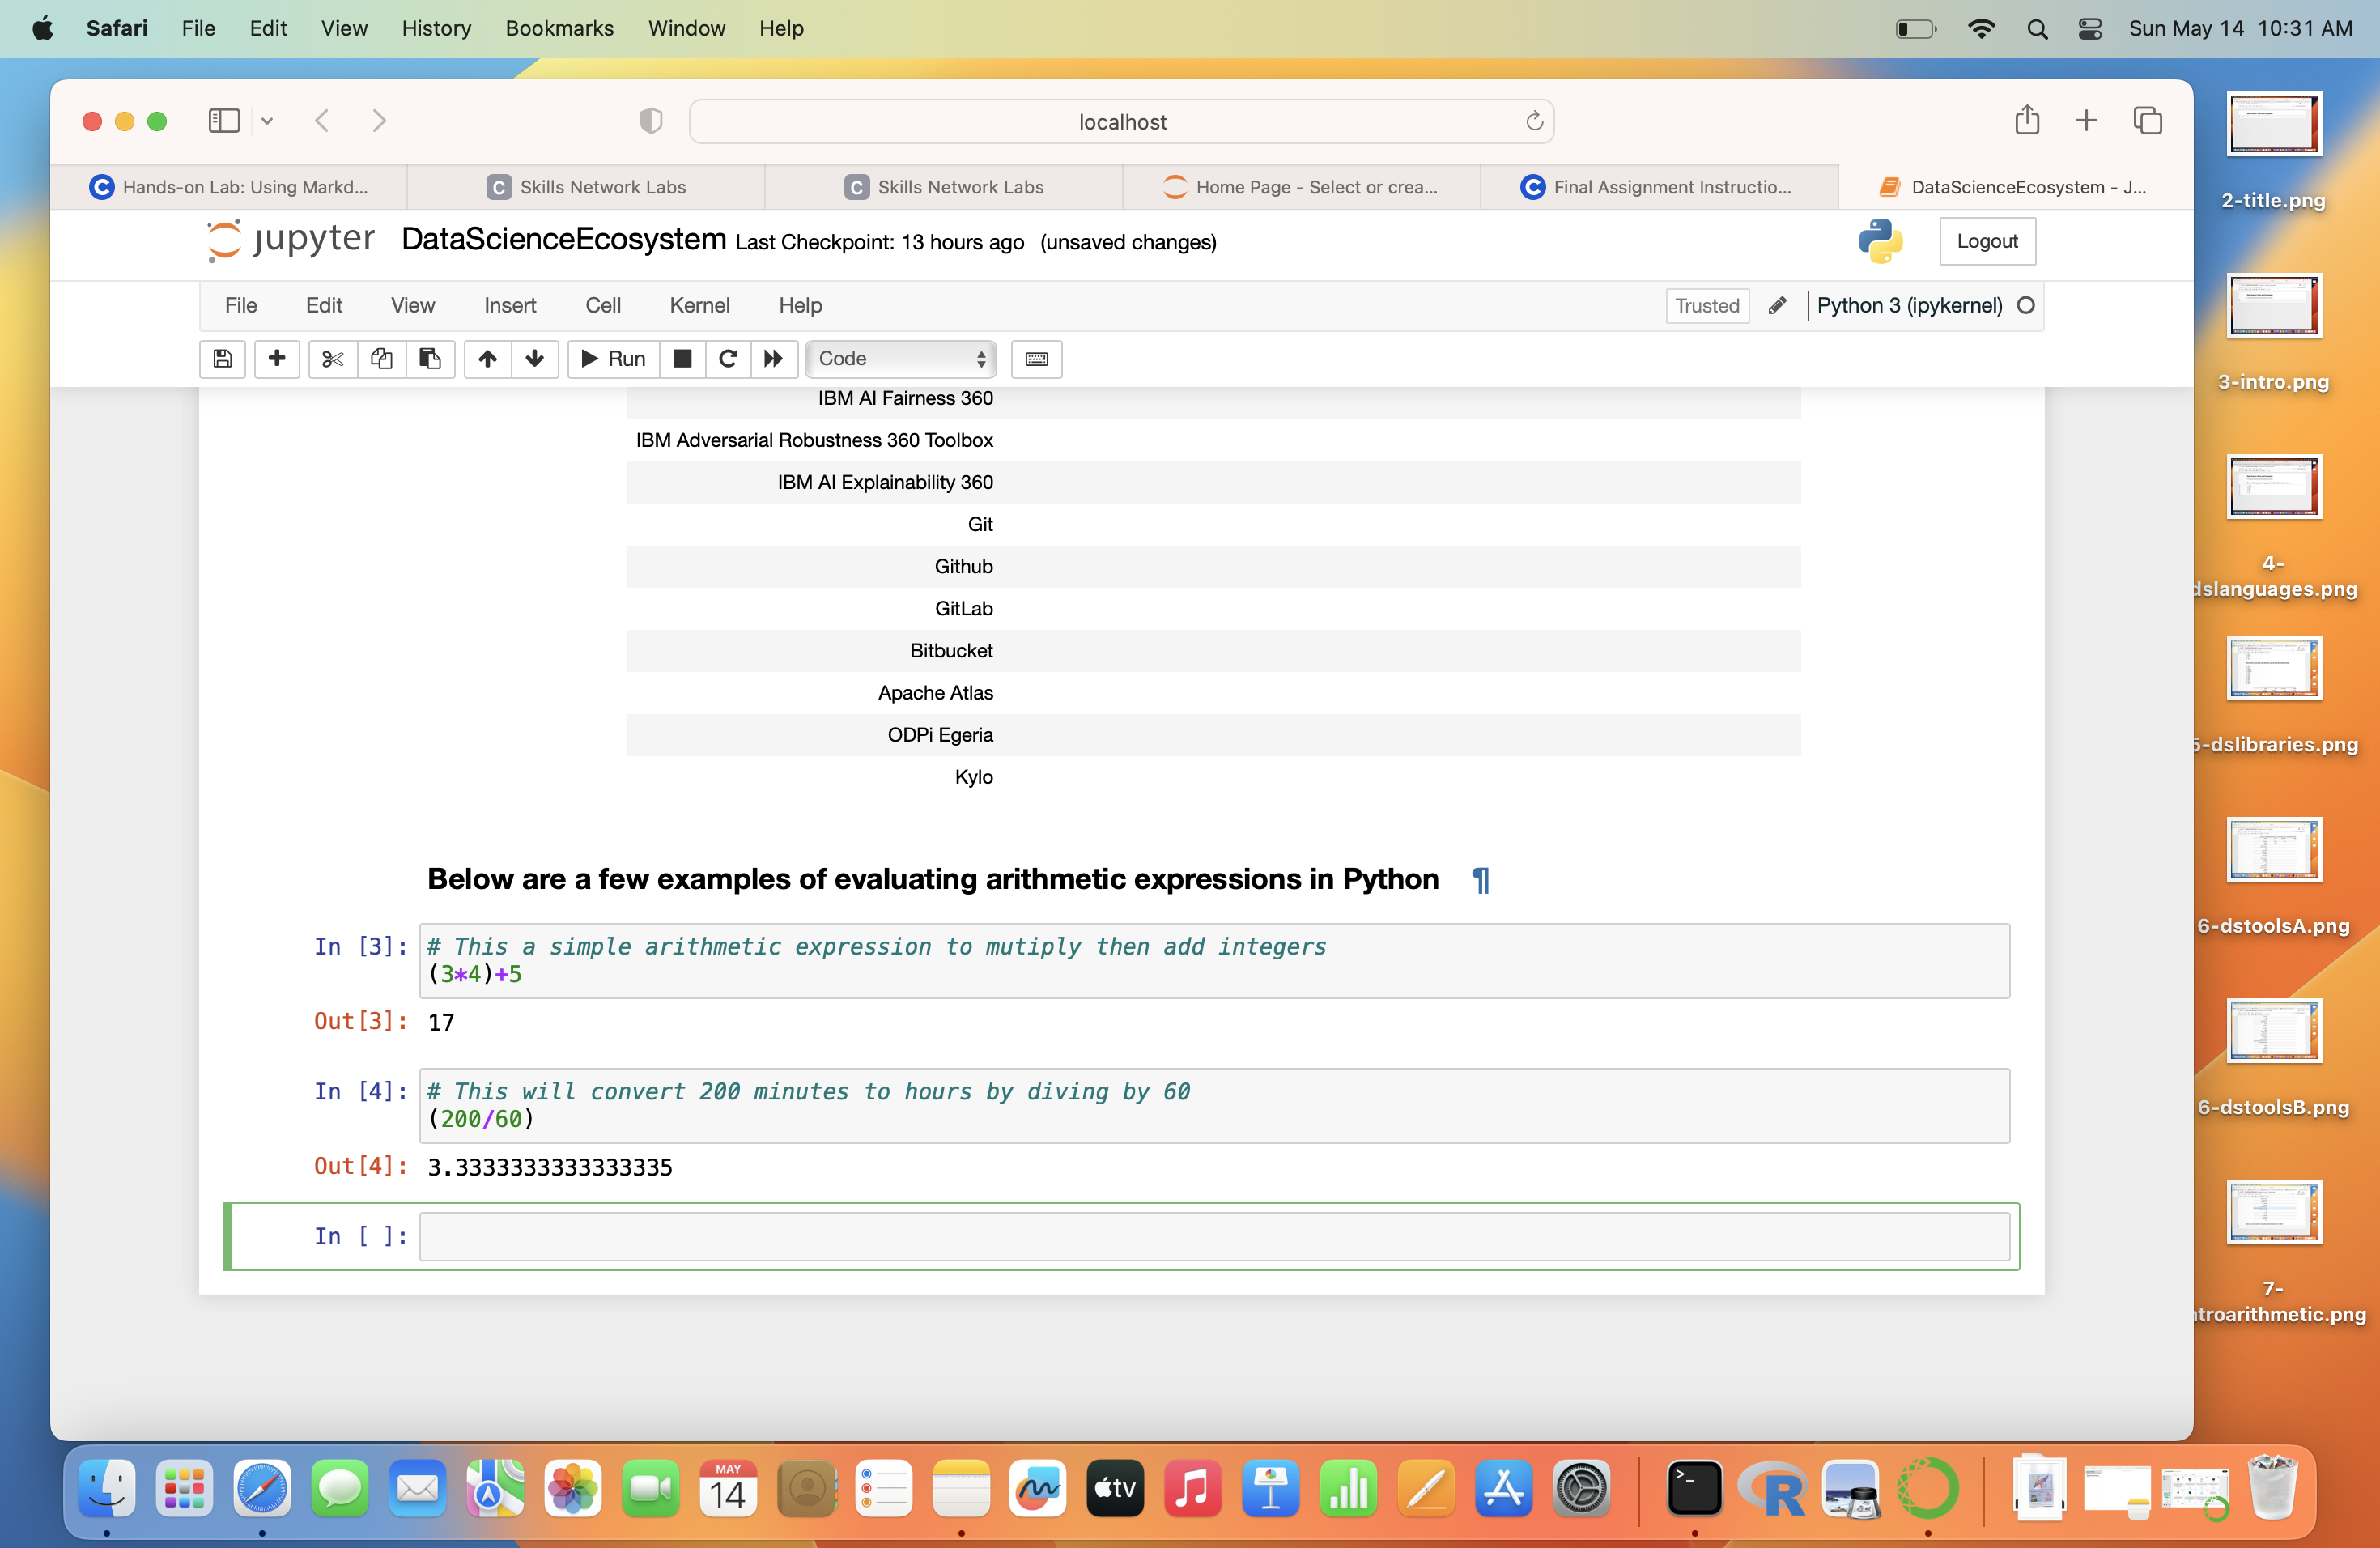 Safari File Edit View History Bookmarks Window Help Sun May 14 10:31 AM
localhost
Hands-on Lab: Using Markd... Skills Network Labs Skills Network Labs Home Page - Select or crea... Final Assignment Instructio... DataScienceEcosystem - J...
jupyter DataScienceEcosystem Last Checkpoint: 13 hours ago (unsaved changes) Logout
File Edit View Insert Cell Kernel Help Trusted Python 3 (ipykernel)
Run Code
IBM AI Fairness 360
IBM Adversarial Robustness 360 Toolbox
IBM AI Explainability 360
Git
Github
GitLab
Bitbucket
Apache Atlas
ODPi Egeria
Kylo
Below are a few examples of evaluating arithmetic expressions in Python ¶
In [3]: # This a simple arithmetic expression to mutiply then add integers
(3*4)+5
Out[3]: 17
In [4]: # This will convert 200 minutes to hours by diving by 60
(200/60)
Out[4]: 3.3333333333333335
In [ ]:
2-title.png
3-intro.png
4-
dslanguages.png
5-dslibraries.png
6-dstoolsA.png
6-dstoolsB.png
7-
ntroarithmetic.png
MAY
14
tv
R